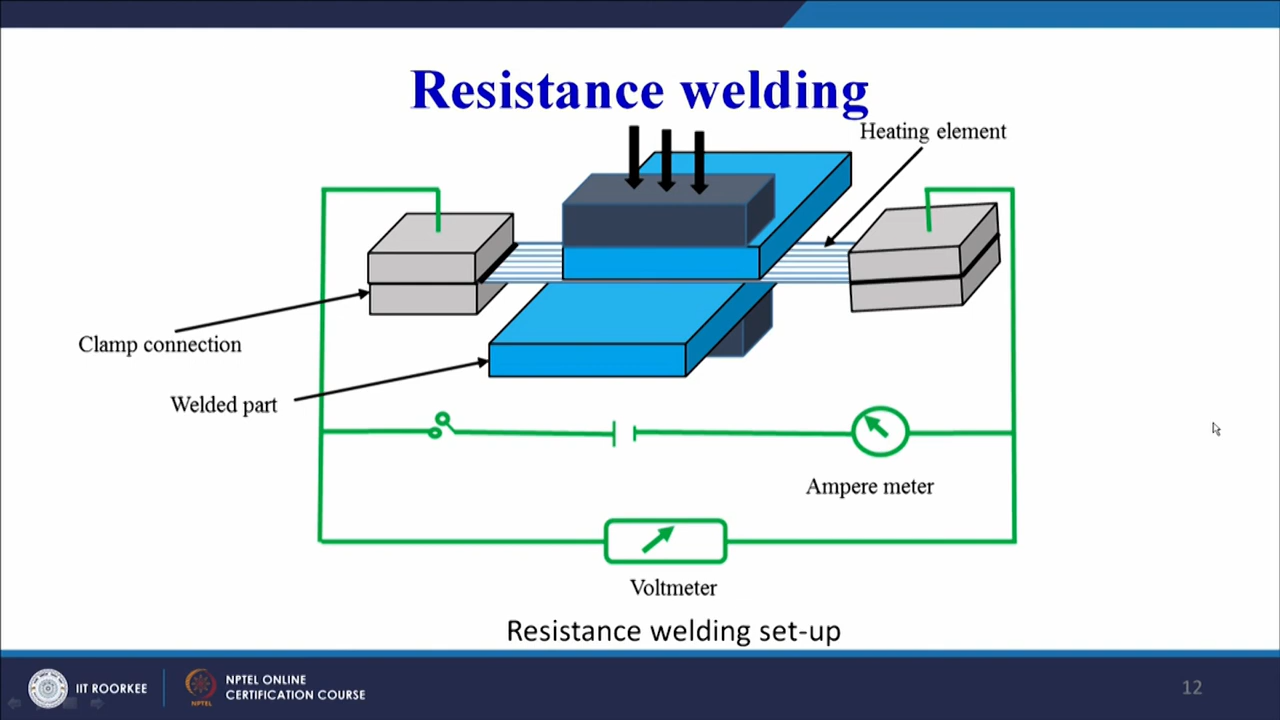 Resistance welding
Heating element
Clamp connection
Welded part
Ampere meter
Voltmeter
Resistance welding set-up
IIT ROORKEE
NPTEL
NPTEL ONLINE
CERTIFICATION COURSE
12